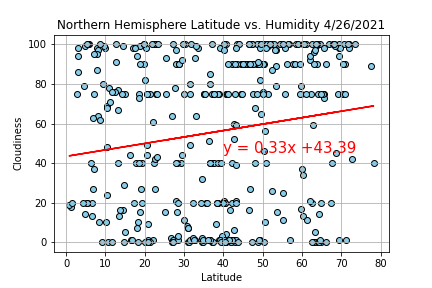 Northern Hemisphere Latitude vs. Humidity 4/26/2021
100
80
60
40
20
0
Cloudiness
y = 0.33x +43.39
0 10 20 30 40 50 60 70 80
Latitude